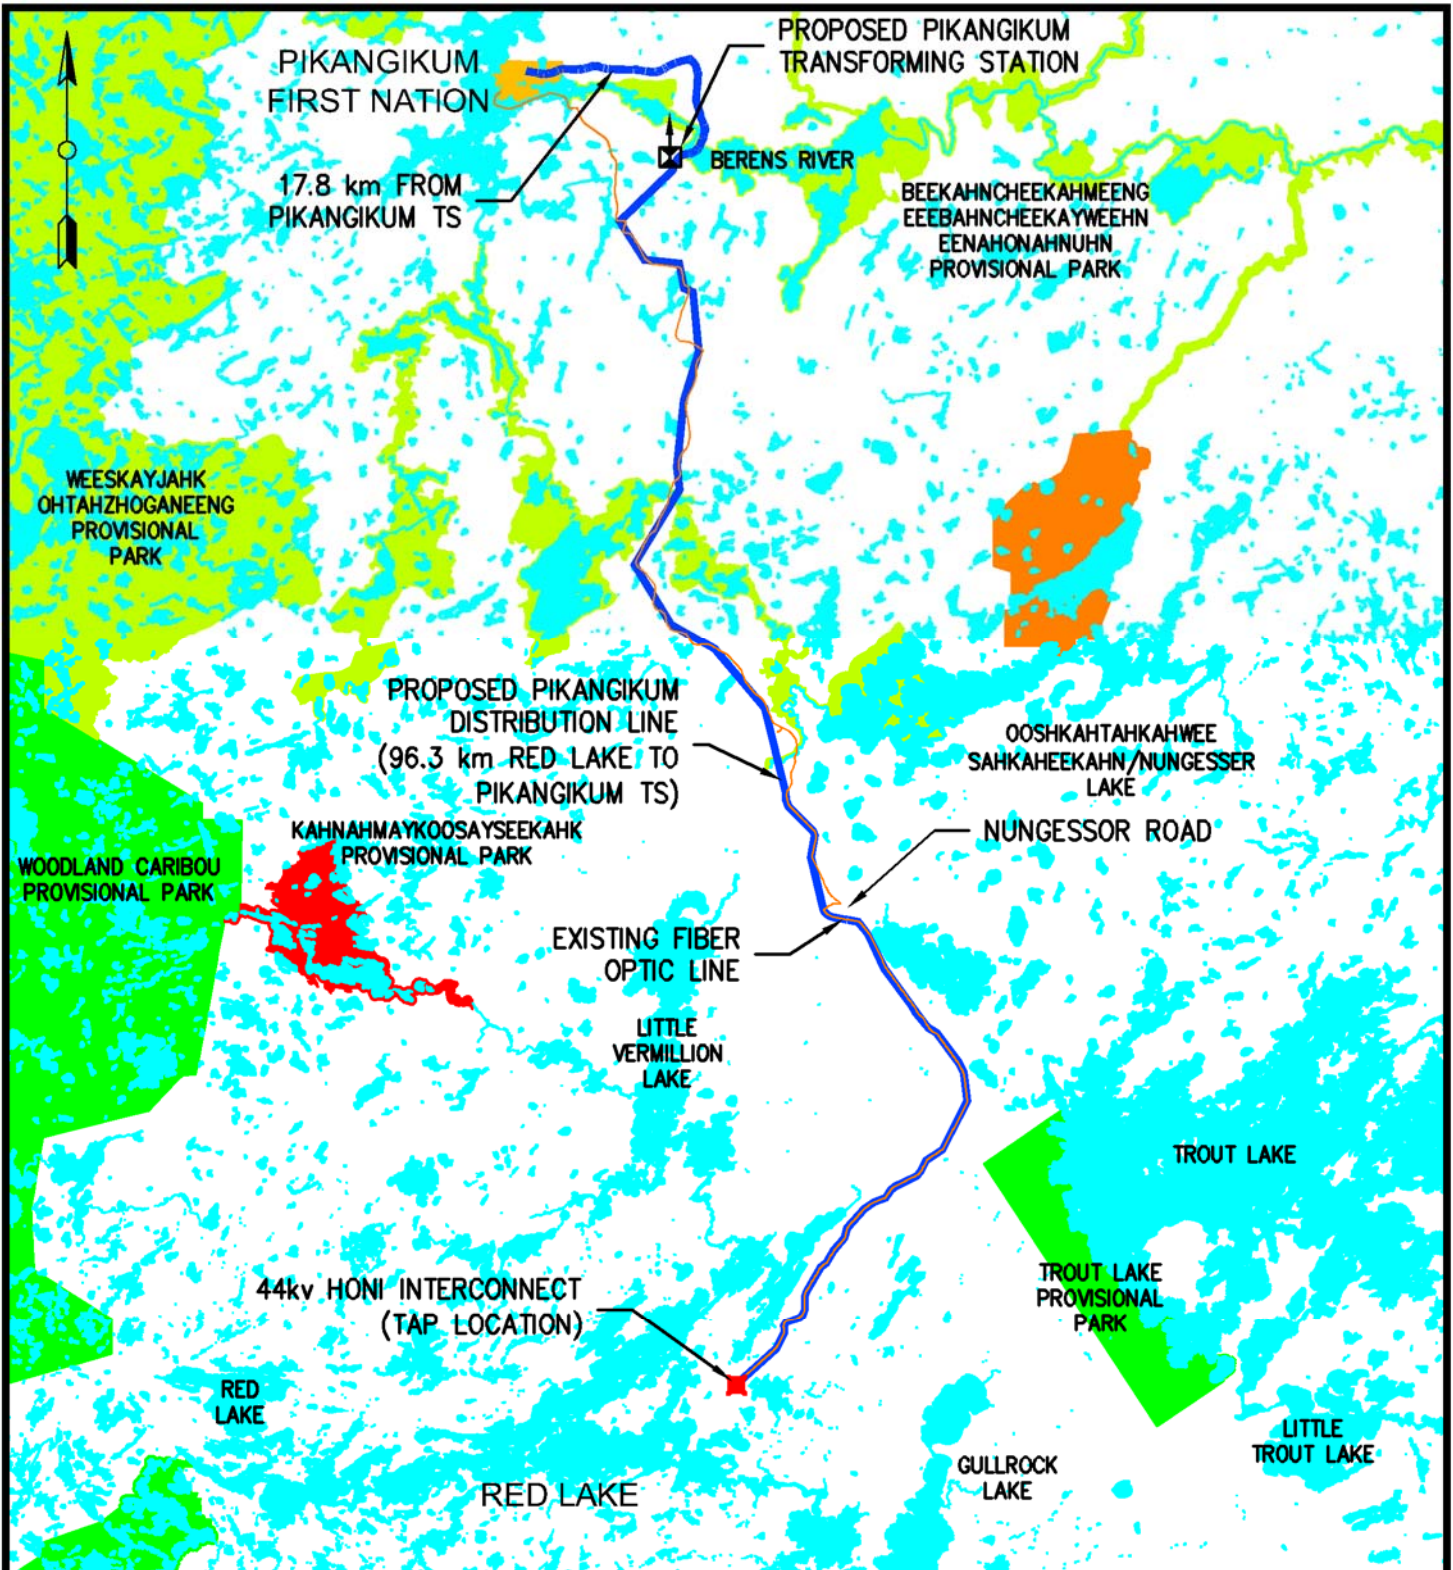 PROPOSED PIKANGIKUM
TRANSFORMING STATION
PIKANGIKUM
FIRST NATION
BERENS RIVER
17.8 km FROM
PIKANGIKUM TS
BEEKAHNCHEEKAHMEENG
EEEBAHNCHEEKAYWEEHN
EENAHONAHNUHN
PROVISIONAL PARK
WEESKAYJAHK
OHTAHZHOGANEENG
PROVISIONAL
PARK
PROPOSED PIKANGIKUM
DISTRIBUTION LINE
(96.3 km RED LAKE TO
PIKANGIKUM TS)
OOSHKAHTAHKAHWEE
SAHKAHEEKAHN/NUNGESSER
LAKE
KAHNAHMAYKOOSAYSEEKAHK
PROVISIONAL PARK
NUNGESSOR ROAD
WOODLAND CARIBOU
PROVISIONAL PARK
EXISTING FIBER
OPTIC LINE
LITTLE
VERMILLION
LAKE
TROUT LAKE
44kv HONI INTERCONNECT
(TAP LOCATION)
TROUT LAKE
PROVISIONAL
PARK
RED
LAKE
LITTLE
TROUT LAKE
GULLROCK
LAKE
RED LAKE